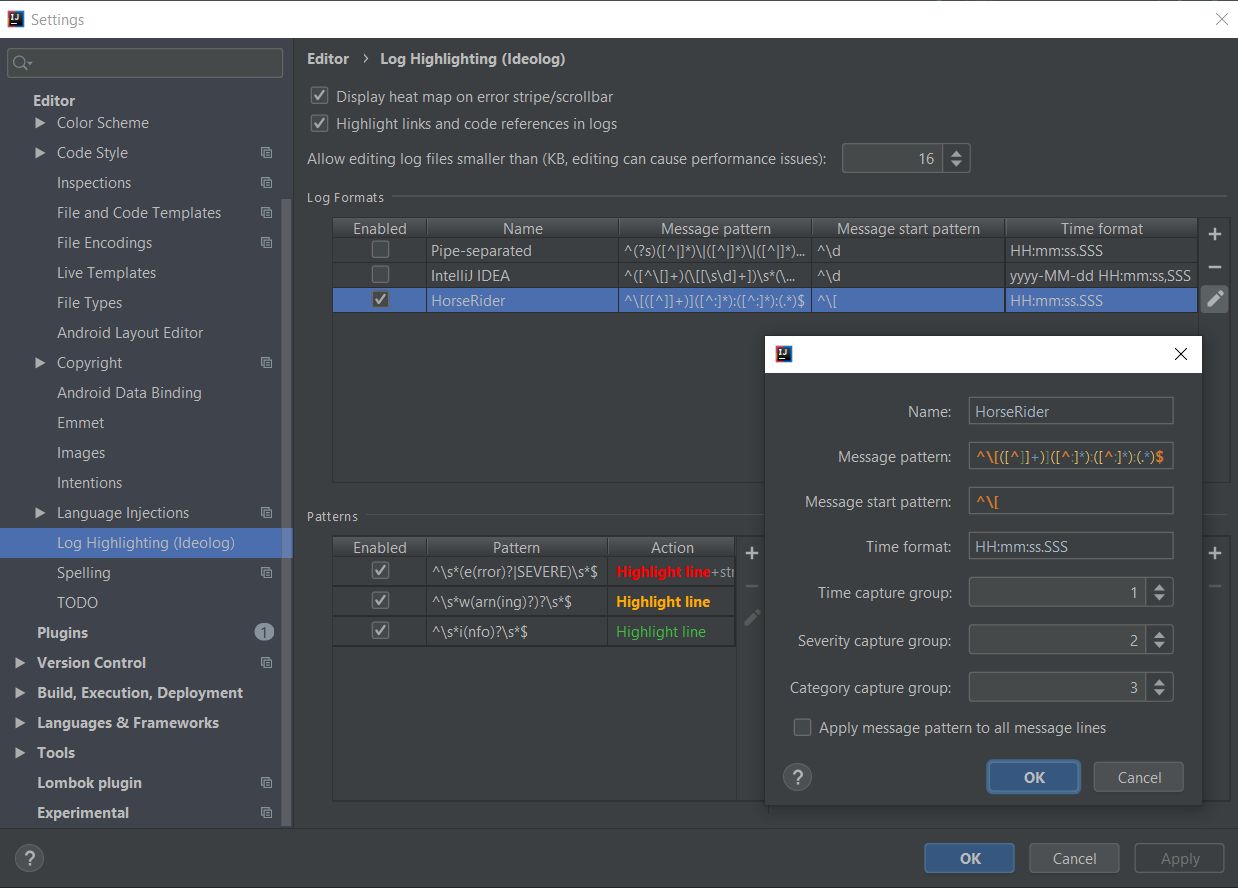 Settings
Editor
Color Scheme
Code Style
Inspections
File and Code Templates
File Encodings
Live Templates
File Types
Android Layout Editor
Copyright
Android Data Binding
Emmet
Images
Intentions
Language Injections
Log Highlighting (Ideolog)
Spelling
TODO
Plugins 1
Version Control
Build, Execution, Deployment
Languages & Frameworks
Tools
Lombok plugin
Experimental
Editor › Log Highlighting (Ideolog)
Display heat map on error stripe/scrollbar
Highlight links and code references in logs
Allow editing log files smaller than (KB, editing can cause performance issues): 16
Log Formats
Enabled Name Message pattern Message start pattern Time format
Pipe-separated ^(?s)([^|]*)\|([^|]*)\|([^|]*)... ^\d HH:mm:ss.SSS
IntelliJ IDEA ^([^\[]+)(\[[\s\d]+])\s*(\... ^\d yyyy-MM-dd HH:mm:ss,SSS
HorseRider ^\[([^]]+)]([^:]*):([^:]*):(.*)$ ^\[ HH:mm:ss.SSS
Patterns
Enabled Pattern Action
^\s*(e(rror)?|SEVERE)\s*$ Highlight line+str
^\s*w(arn(ing)?)?\s*$ Highlight line
^\s*i(nfo)?\s*$ Highlight line
IJ
Name: HorseRider
Message pattern: ^\[([^]]+)]([^:]*):([^:]*):(.*)$
Message start pattern: ^\[
Time format: HH:mm:ss.SSS
Time capture group: 1
Severity capture group: 2
Category capture group: 3
Apply message pattern to all message lines
? OK Cancel
? OK Cancel Apply